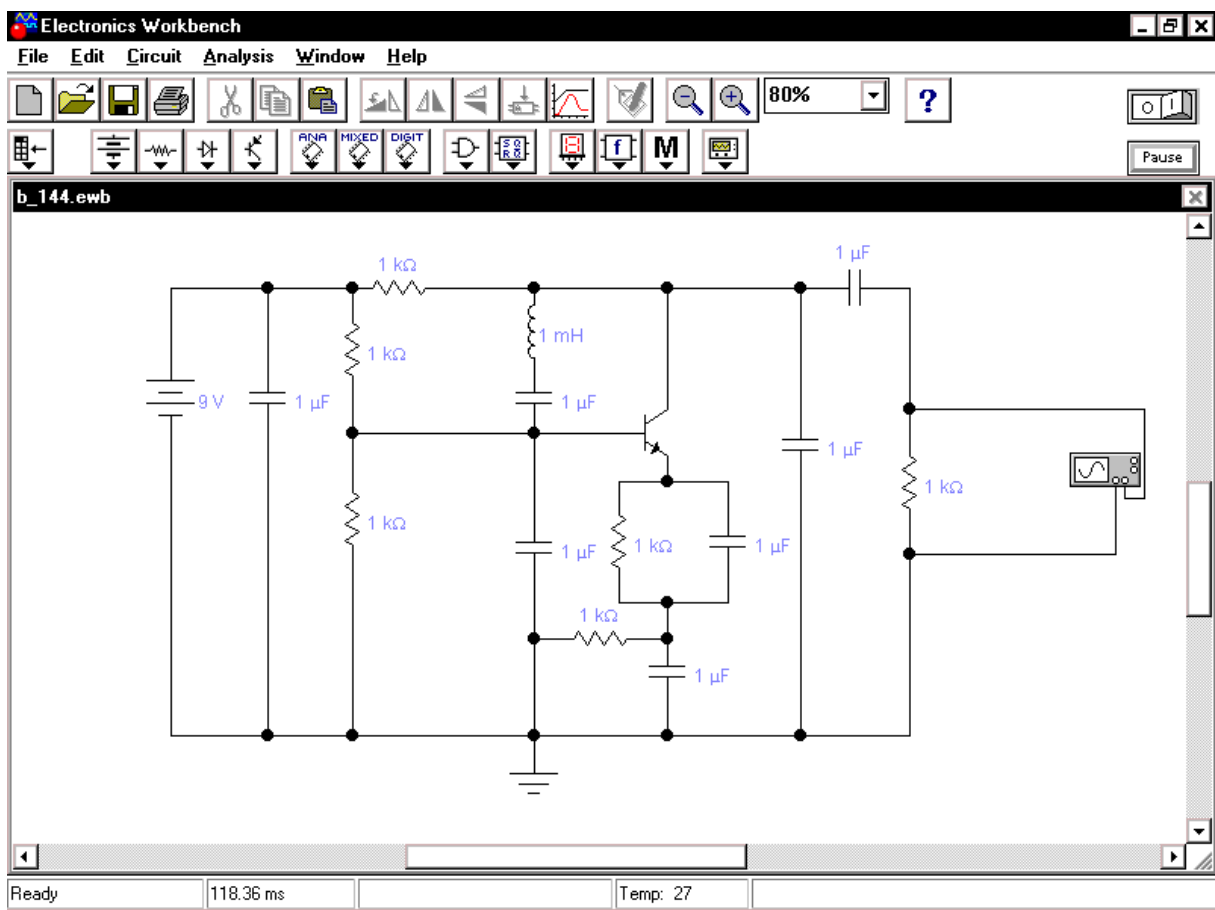 Electronics Workbench
File Edit Circuit Analysis Window Help
80%
?
O I
ANA MIXED DIGIT
f M
Pause
b_144.ewb
1 µF
1 kΩ
1 mH
1 kΩ
9 V
1 µF
1 µF
1 µF
1 kΩ
1 kΩ
1 µF
1 kΩ
1 µF
1 kΩ
1 µF
Ready
118.36 ms
Temp: 27